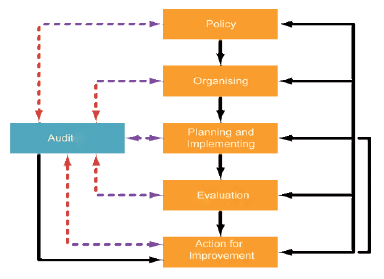 Policy
Organising
Audit
Planning and
Implementing
Evaluation
Action for
Improvement